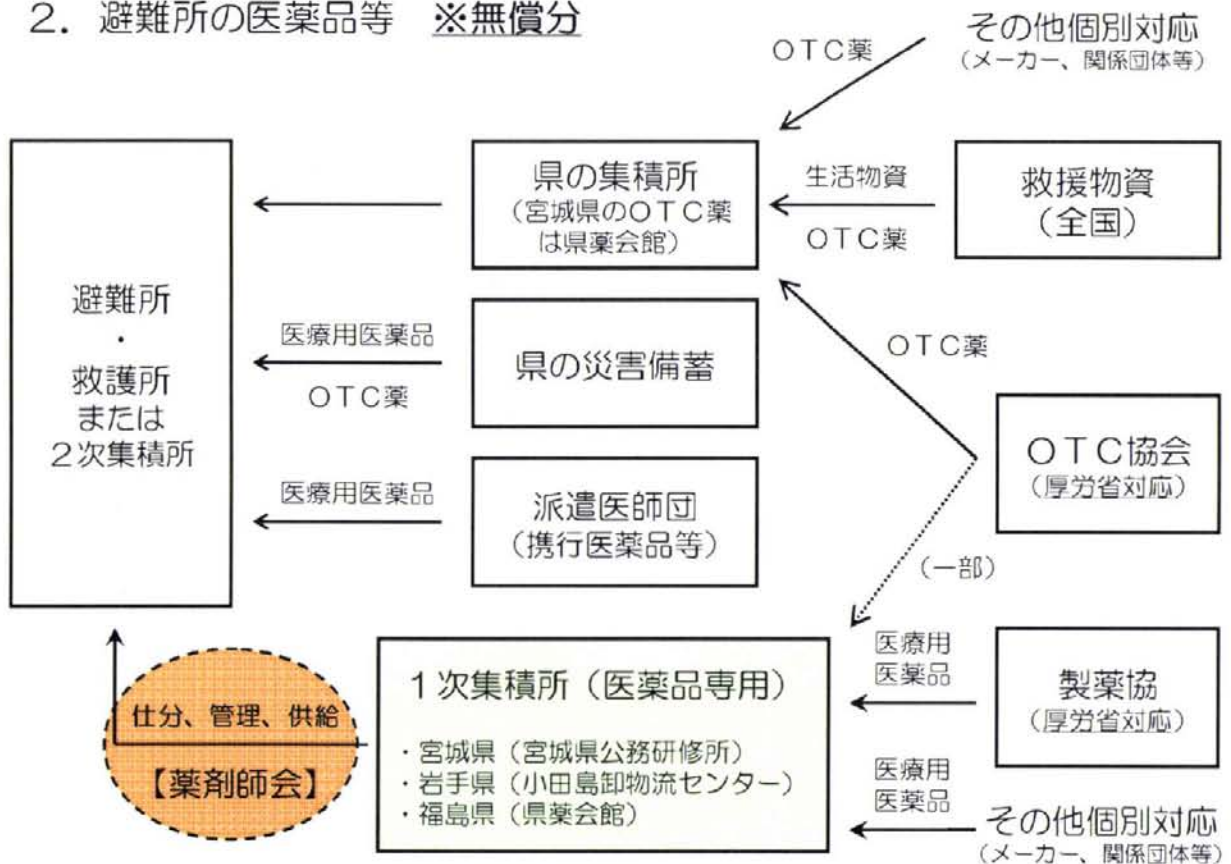 2．避難所の医薬品等　※無償分
その他個別対応
（メーカー、関係団体等）
OTC薬
県の集積所
（宮城県のOTC薬
は県薬会館）
生活物資
OTC薬
救援物資
（全国）
避難所
・
救護所
または
2次集積所
医療用医薬品
OTC薬
県の災害備蓄
OTC薬
OTC協会
（厚労省対応）
医療用医薬品
派遣医師団
（携行医薬品等）
（一部）
仕分、管理、供給
【薬剤師会】
1次集積所（医薬品専用）
・宮城県（宮城県公務研修所）
・岩手県（小田島卸物流センター）
・福島県（県薬会館）
医療用
医薬品
製薬協
（厚労省対応）
医療用
医薬品
その他個別対応
（メーカー、関係団体等）